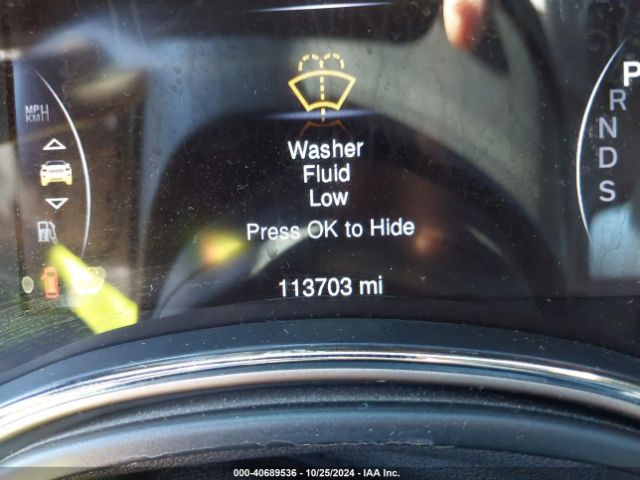 MPH
KM/H
Washer
Fluid
Low
Press OK to Hide
113703 mi
P
R
N
D
S
000-40689536 - 10/25/2024 - IAA Inc.